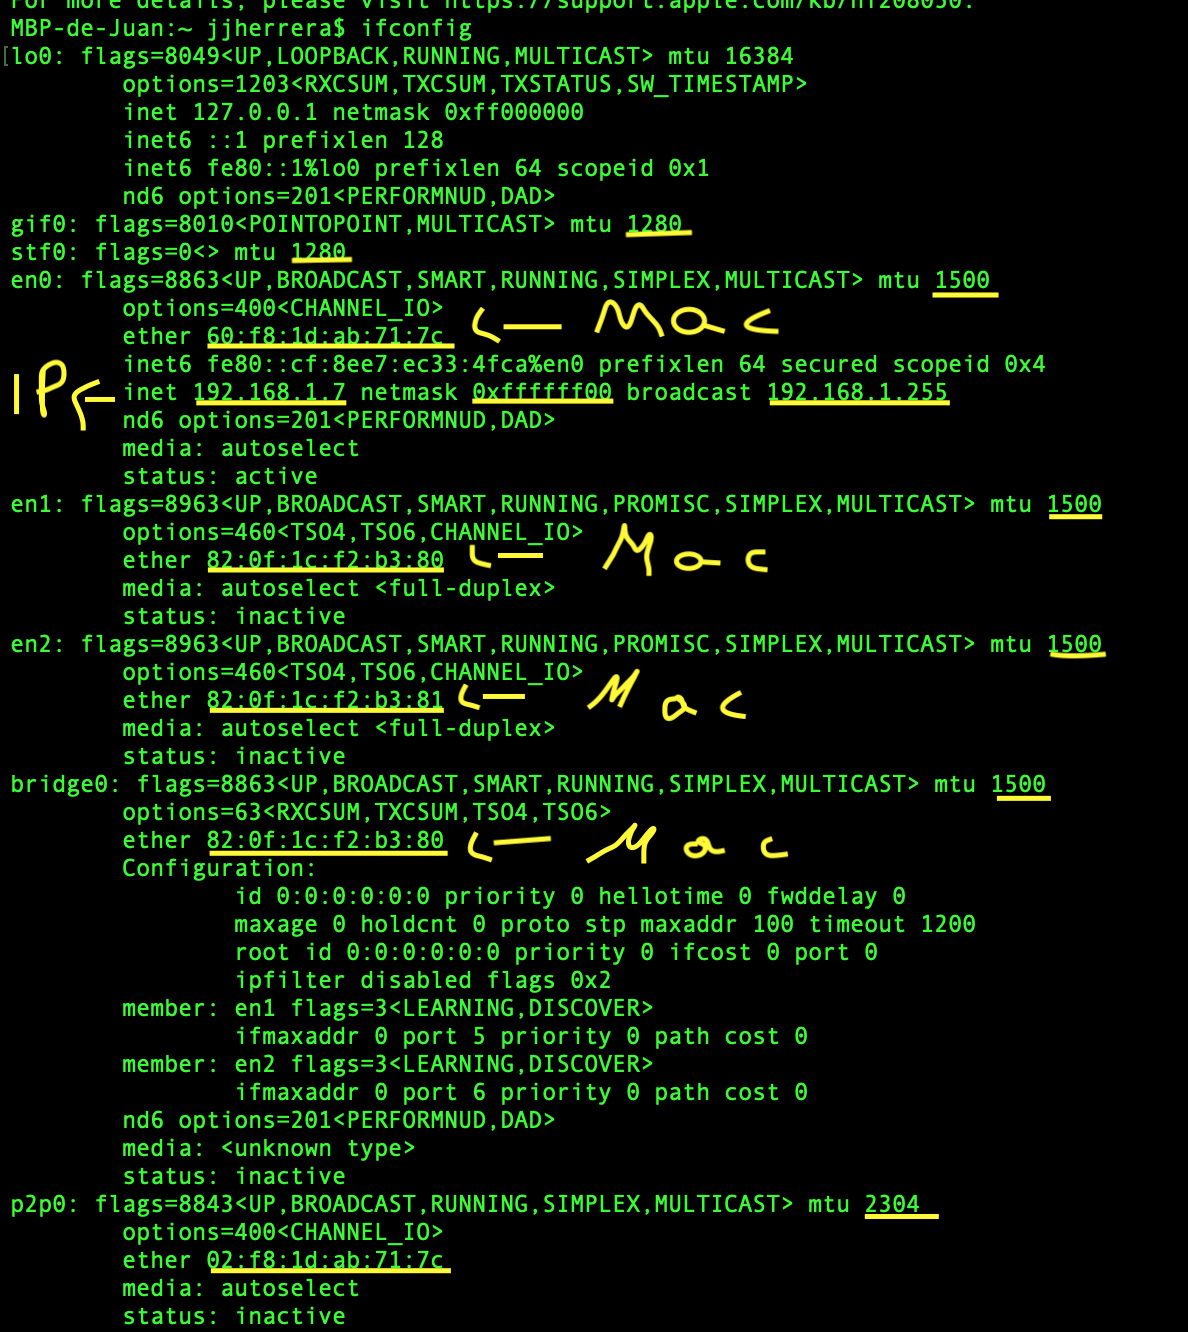 For more details, please visit https://support.apple.com/kb/HT208050.
MBP-de-Juan:~ jjherrera$ ifconfig
[lo0: flags=8049<UP,LOOPBACK,RUNNING,MULTICAST> mtu 16384
options=1203<RXCSUM,TXCSUM,TXSTATUS,SW_TIMESTAMP>
inet 127.0.0.1 netmask 0xff000000
inet6 ::1 prefixlen 128
inet6 fe80::1%lo0 prefixlen 64 scopeid 0x1
nd6 options=201<PERFORMNUD,DAD>
gif0: flags=8010<POINTOPOINT,MULTICAST> mtu 1280
stf0: flags=0<> mtu 1280
en0: flags=8863<UP,BROADCAST,SMART,RUNNING,SIMPLEX,MULTICAST> mtu 1500
options=400<CHANNEL_IO>
ether 60:f8:1d:ab:71:7c ← Mac
inet6 fe80::cf:8ee7:ec33:4fca%en0 prefixlen 64 secured scopeid 0x4
IP ← inet 192.168.1.7 netmask 0xffffff00 broadcast 192.168.1.255
nd6 options=201<PERFORMNUD,DAD>
media: autoselect
status: active
en1: flags=8963<UP,BROADCAST,SMART,RUNNING,PROMISC,SIMPLEX,MULTICAST> mtu 1500
options=460<TSO4,TSO6,CHANNEL_IO>
ether 82:0f:1c:f2:b3:80 ← Mac
media: autoselect <full-duplex>
status: inactive
en2: flags=8963<UP,BROADCAST,SMART,RUNNING,PROMISC,SIMPLEX,MULTICAST> mtu 1500
options=460<TSO4,TSO6,CHANNEL_IO>
ether 82:0f:1c:f2:b3:81 ← Mac
media: autoselect <full-duplex>
status: inactive
bridge0: flags=8863<UP,BROADCAST,SMART,RUNNING,SIMPLEX,MULTICAST> mtu 1500
options=63<RXCSUM,TXCSUM,TSO4,TSO6>
ether 82:0f:1c:f2:b3:80 ← Mac
Configuration:
id 0:0:0:0:0:0 priority 0 hellotime 0 fwddelay 0
maxage 0 holdcnt 0 proto stp maxaddr 100 timeout 1200
root id 0:0:0:0:0:0 priority 0 ifcost 0 port 0
ipfilter disabled flags 0x2
member: en1 flags=3<LEARNING,DISCOVER>
ifmaxaddr 0 port 5 priority 0 path cost 0
member: en2 flags=3<LEARNING,DISCOVER>
ifmaxaddr 0 port 6 priority 0 path cost 0
nd6 options=201<PERFORMNUD,DAD>
media: <unknown type>
status: inactive
p2p0: flags=8843<UP,BROADCAST,RUNNING,SIMPLEX,MULTICAST> mtu 2304
options=400<CHANNEL_IO>
ether 02:f8:1d:ab:71:7c
media: autoselect
status: inactive